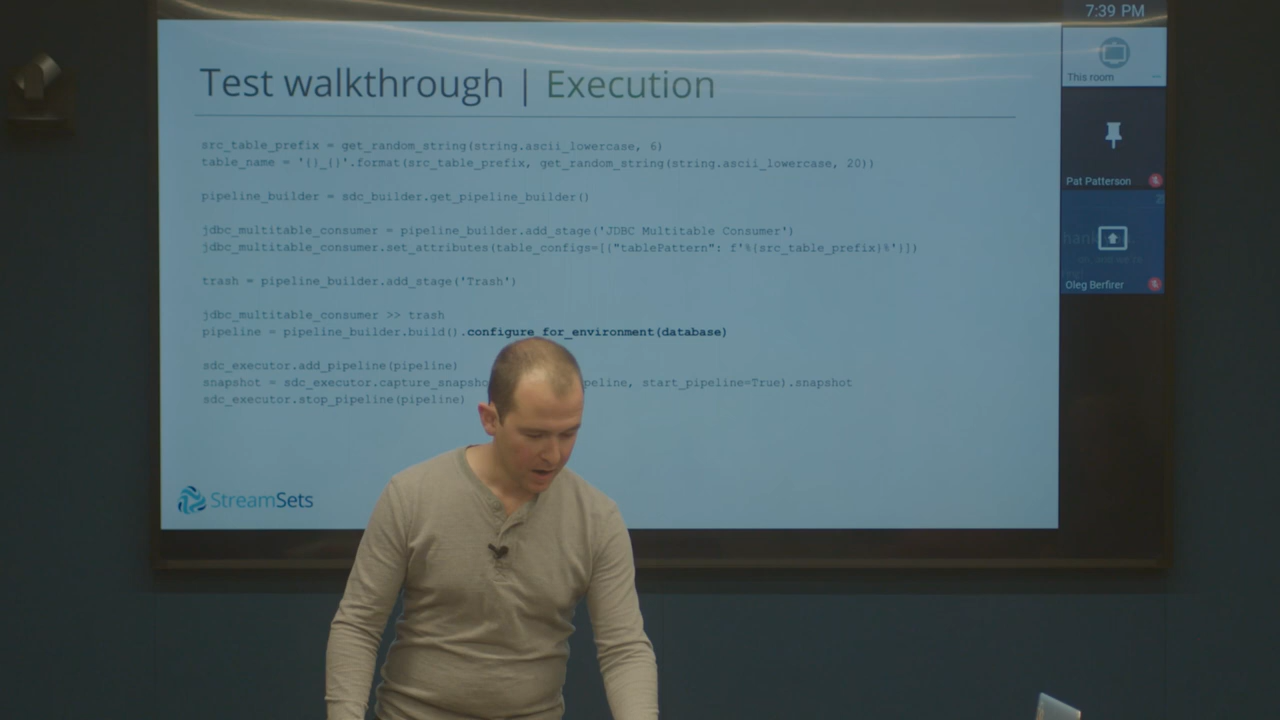 7:39 PM
Test walkthrough | Execution
This room
src_table_prefix = get_random_string(string.ascii_lowercase, 6)
table_name = '{}_{}'.format(src_table_prefix, get_random_string(string.ascii_lowercase, 20))
pipeline_builder = sdc_builder.get_pipeline_builder()
jdbc_multitable_consumer = pipeline_builder.add_stage('JDBC Multitable Consumer')
jdbc_multitable_consumer.set_attributes(table_configs=[{"tablePattern": f'%{src_table_prefix}%'}])
trash = pipeline_builder.add_stage('Trash')
jdbc_multitable_consumer >> trash
pipeline = pipeline_builder.build().configure_for_environment(database)
sdc_executor.add_pipeline(pipeline)
snapshot = sdc_executor.capture_snapsho peline, start_pipeline=True).snapshot
sdc_executor.stop_pipeline(pipeline)
StreamSets
Pat Patterson
Oleg Berfirer